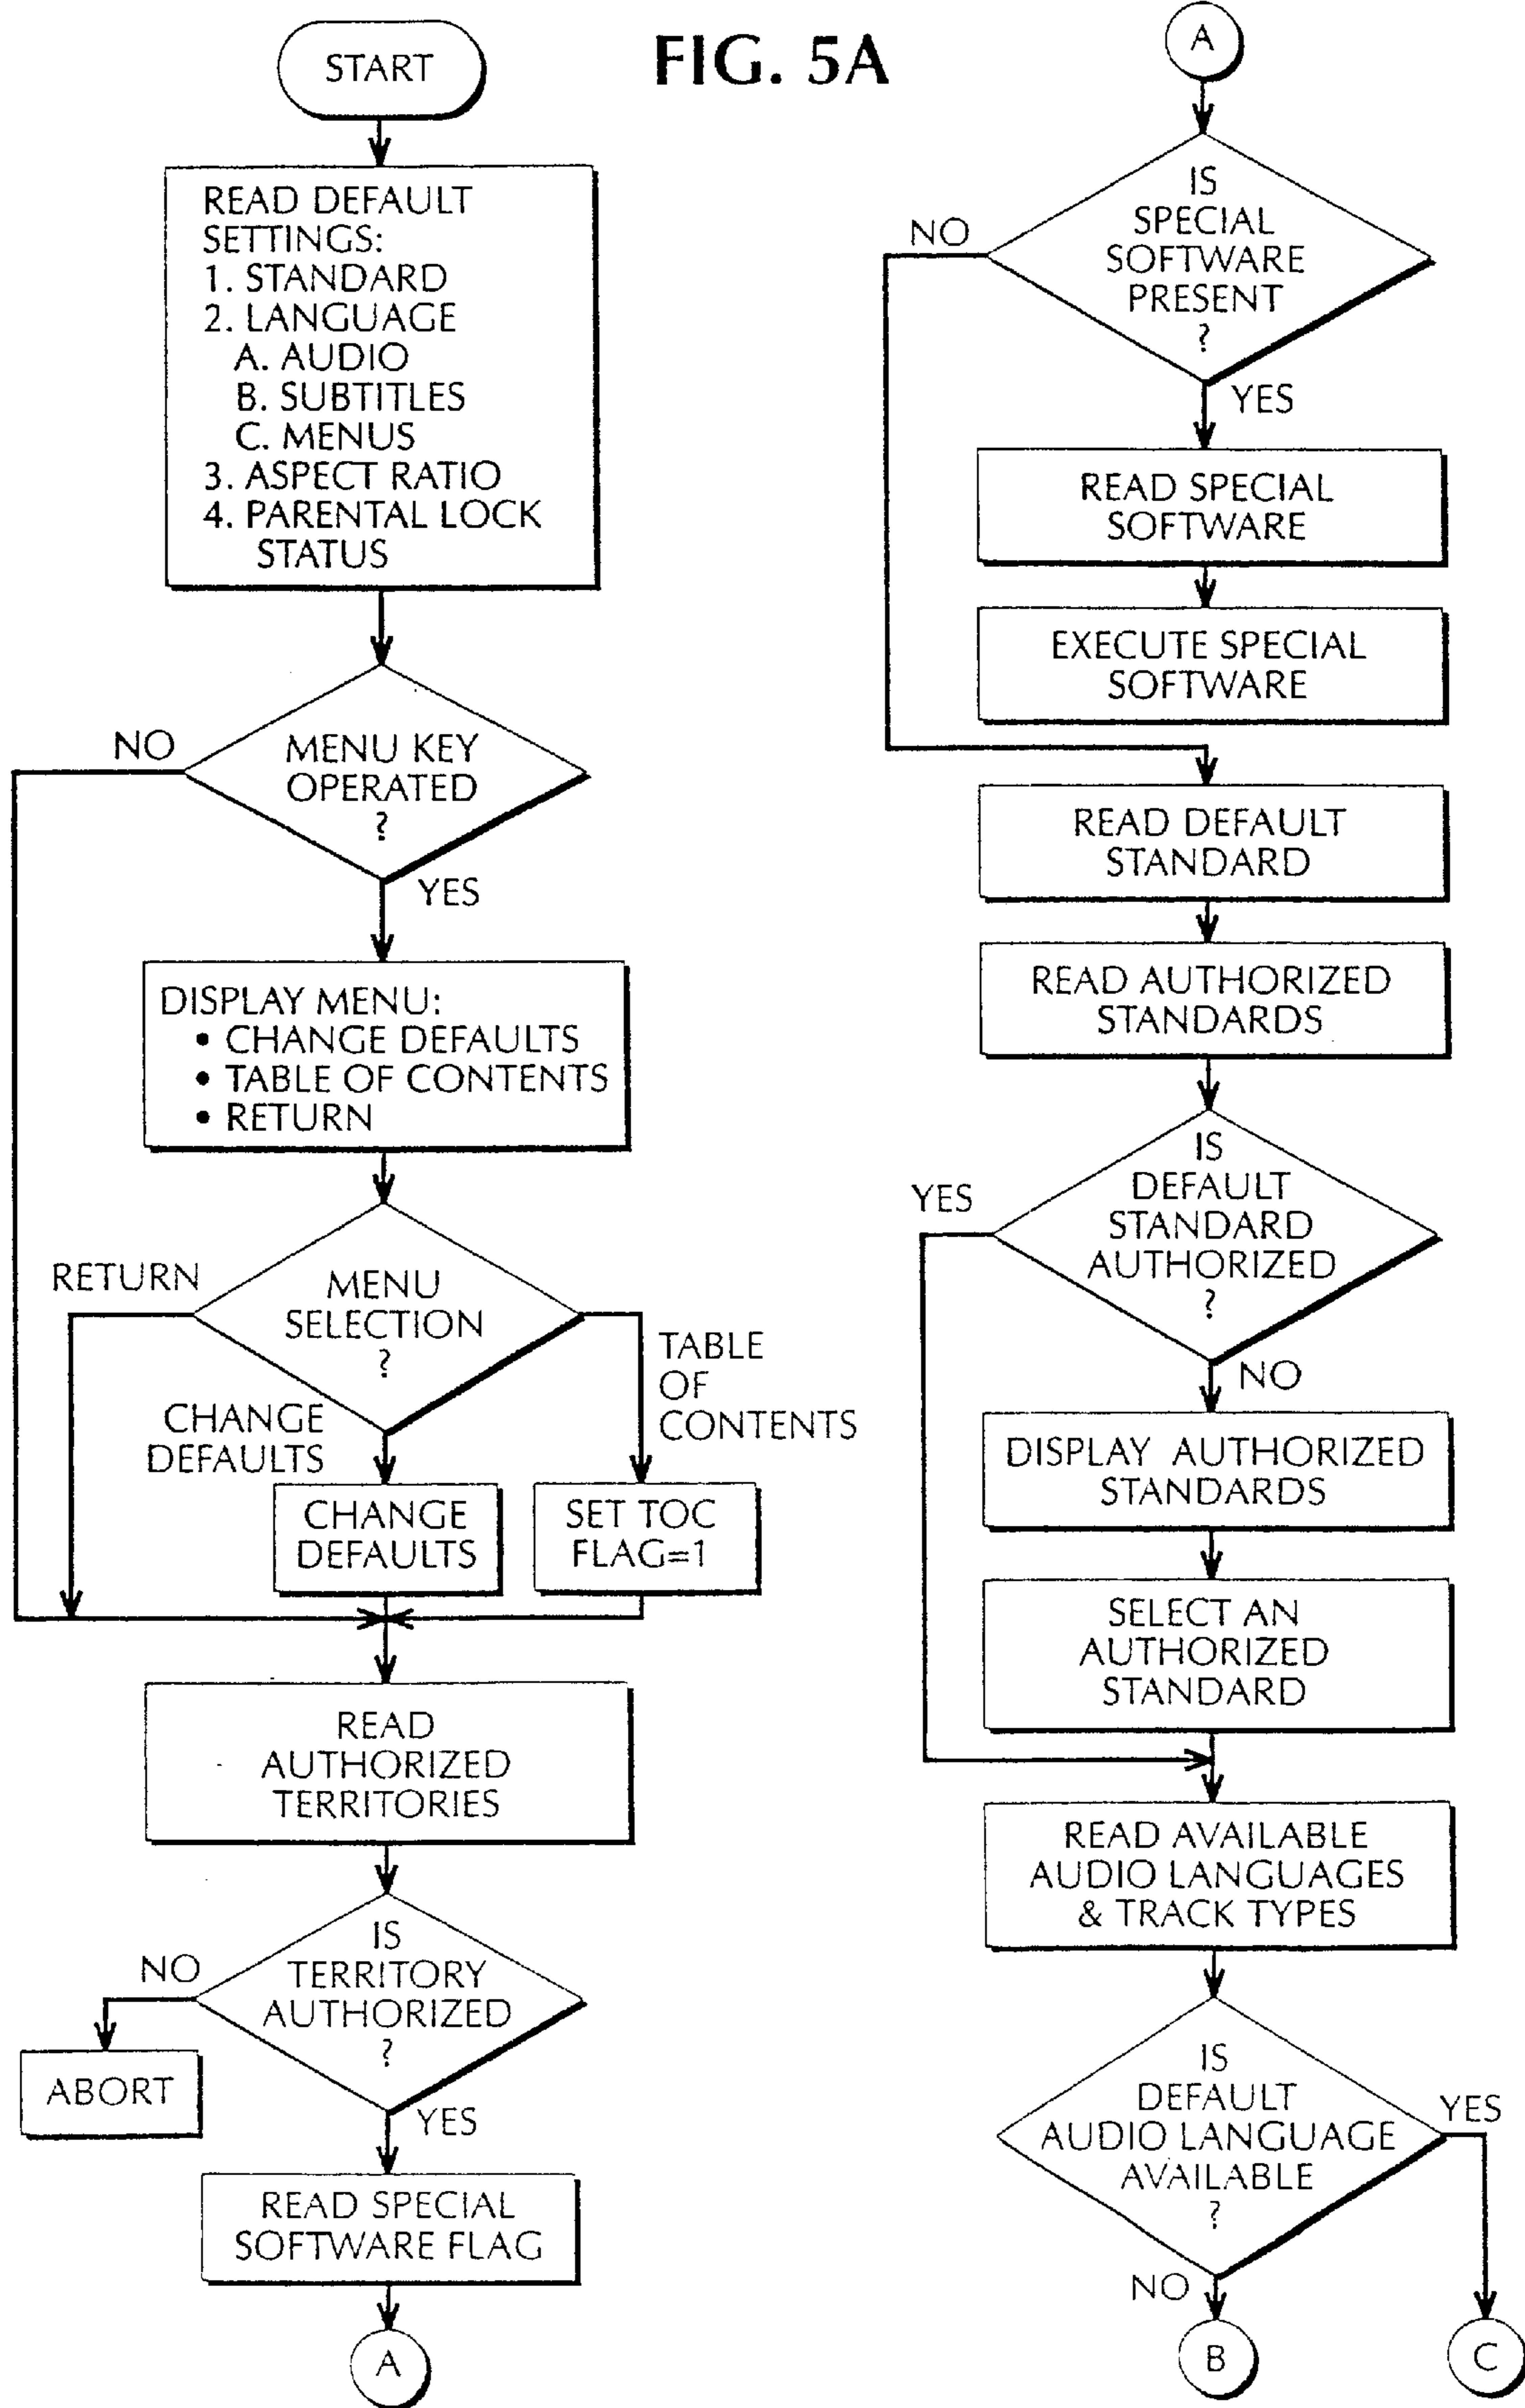 FIG. 5A
START
READ DEFAULT
SETTINGS:
1. STANDARD
2. LANGUAGE
A. AUDIO
B. SUBTITLES
C. MENUS
3. ASPECT RATIO
4. PARENTAL LOCK
STATUS
MENU KEY
OPERATED
?
NO
YES
DISPLAY MENU:
• CHANGE DEFAULTS
• TABLE OF CONTENTS
• RETURN
MENU
SELECTION
?
RETURN
CHANGE
DEFAULTS
TABLE
OF
CONTENTS
CHANGE
DEFAULTS
SET TOC
FLAG=1
READ
AUTHORIZED
TERRITORIES
IS
TERRITORY
AUTHORIZED
?
NO
ABORT
YES
READ SPECIAL
SOFTWARE FLAG
A
A
IS
SPECIAL
SOFTWARE
PRESENT
?
NO
YES
READ SPECIAL
SOFTWARE
EXECUTE SPECIAL
SOFTWARE
READ DEFAULT
STANDARD
READ AUTHORIZED
STANDARDS
IS
DEFAULT
STANDARD
AUTHORIZED
?
YES
NO
DISPLAY AUTHORIZED
STANDARDS
SELECT AN
AUTHORIZED
STANDARD
READ AVAILABLE
AUDIO LANGUAGES
& TRACK TYPES
IS
DEFAULT
AUDIO LANGUAGE
AVAILABLE
?
YES
NO
B
C